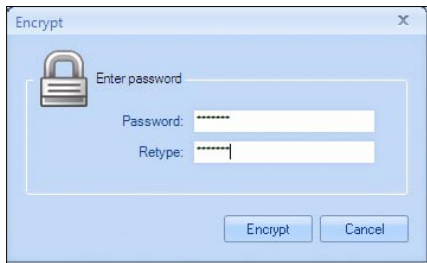 Encrypt
Enter password
Password: *******
Retype: *******
Encrypt Cancel